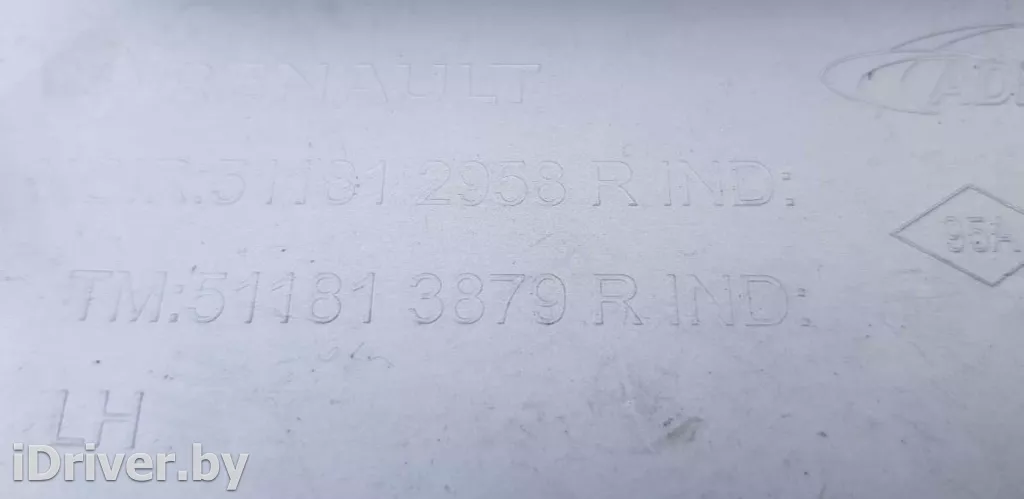 RENAULT
51181 2958 R IND:
TM:51181 3879 R IND:
LH
iDriver.by